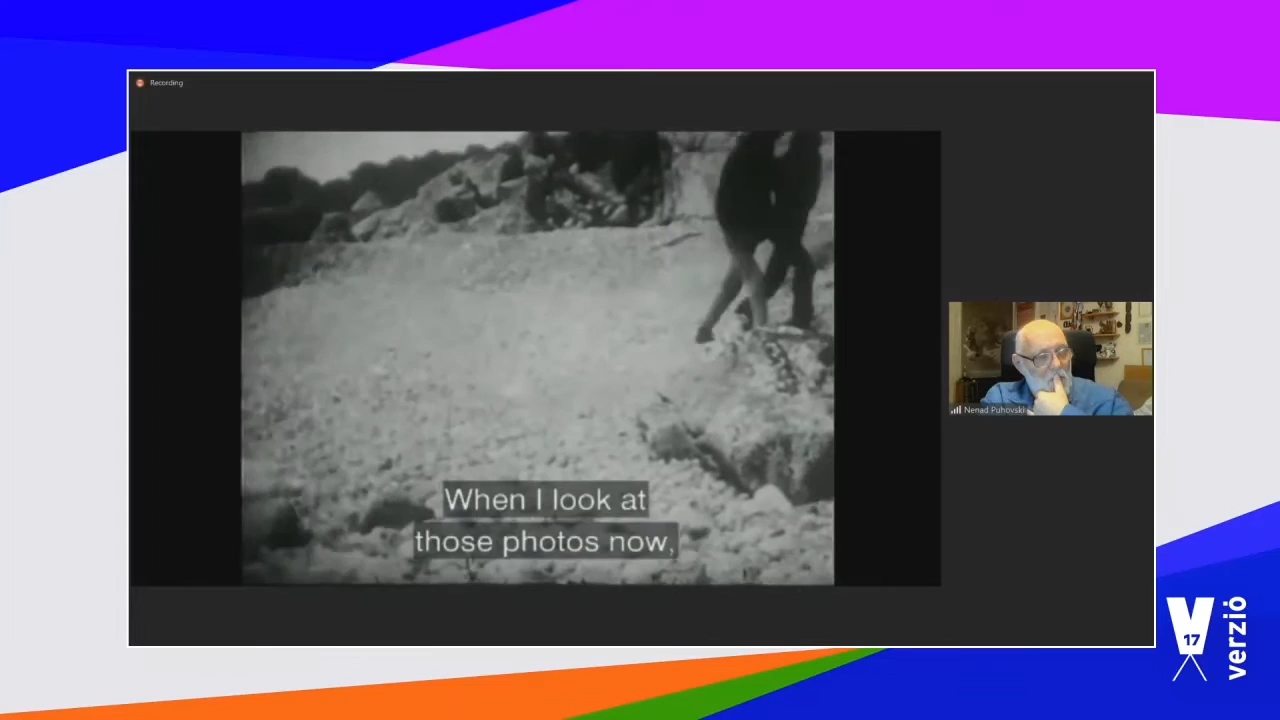 Recording
When I look at
those photos now,
Nenad Puhovski
17
verzió